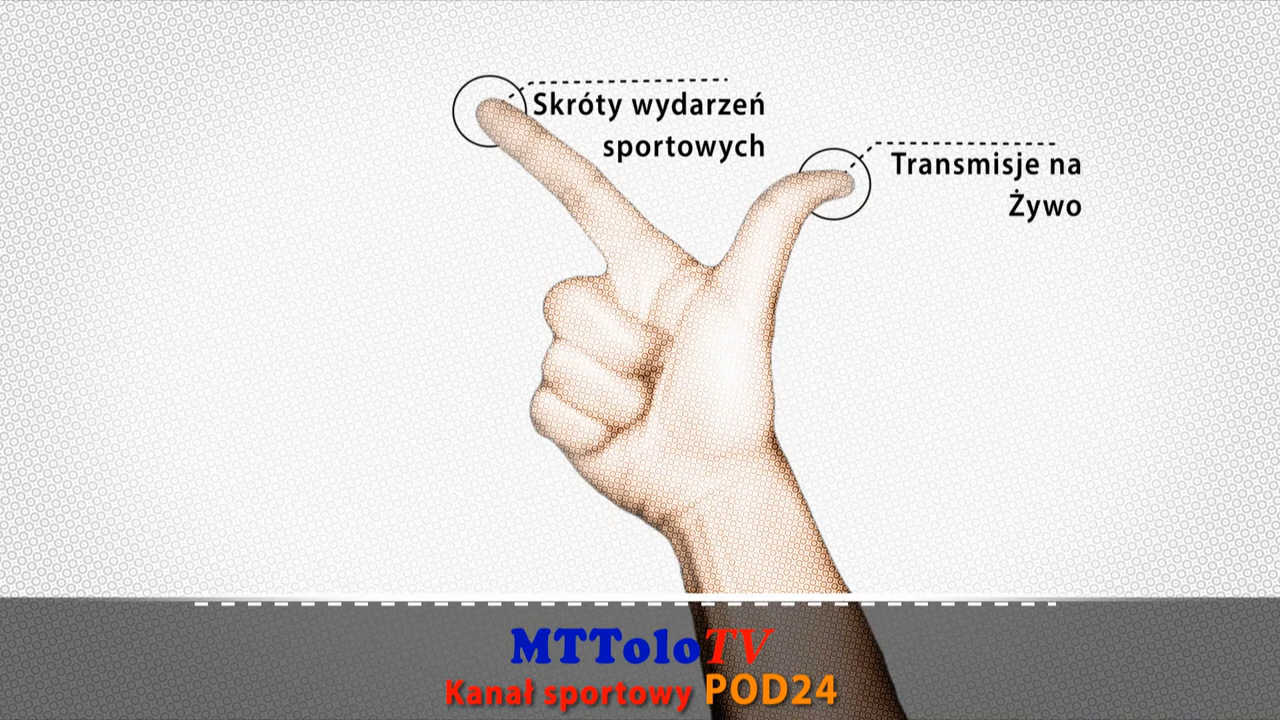 Skróty wydarzeń
sportowych
Transmisje na
Żywo
MTToloTV
Kanał sportowy POD24